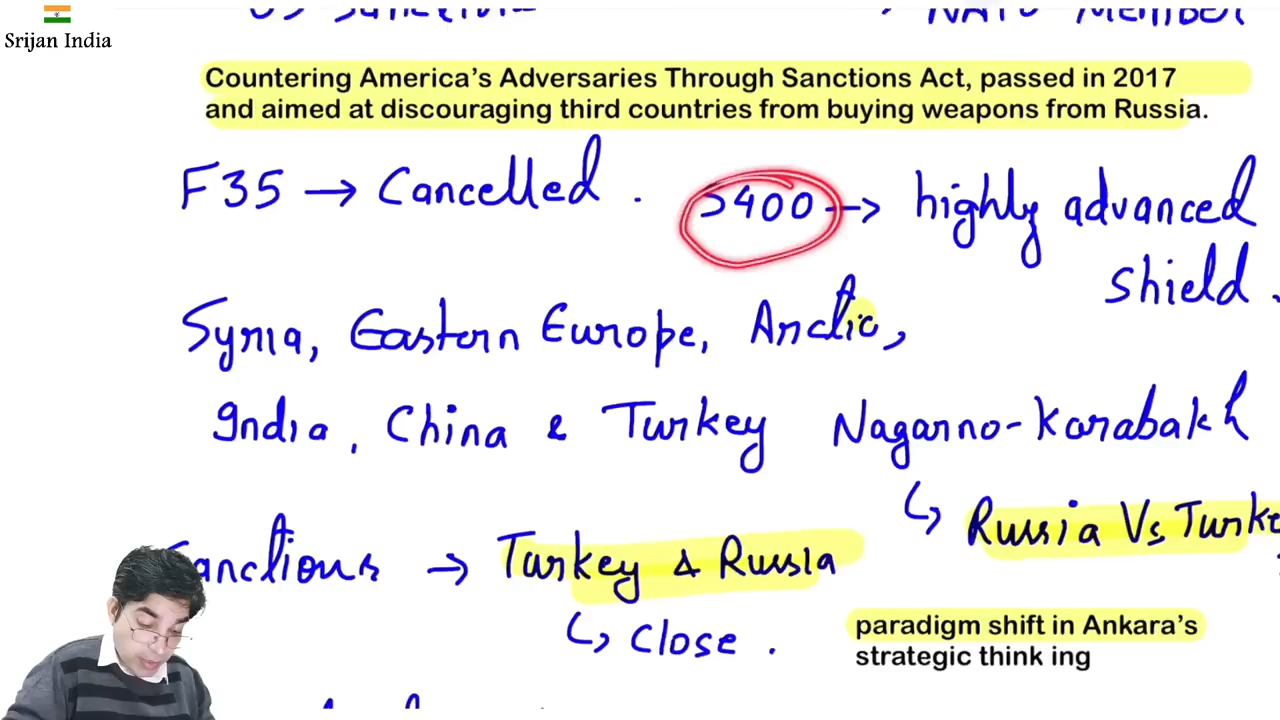 Srijan India
NATO MEMBER
Countering America's Adversaries Through Sanctions Act, passed in 2017
and aimed at discouraging third countries from buying weapons from Russia.
F35 → Cancelled . S400 → highly advanced
shield .
Syria, Eastern Europe, Arctic,
India, China & Turkey Nagarno-Karabakh
↳ Russia Vs Turke
Sanctions → Turkey & Russia
↳ Close .
paradigm shift in Ankara's
strategic think ing